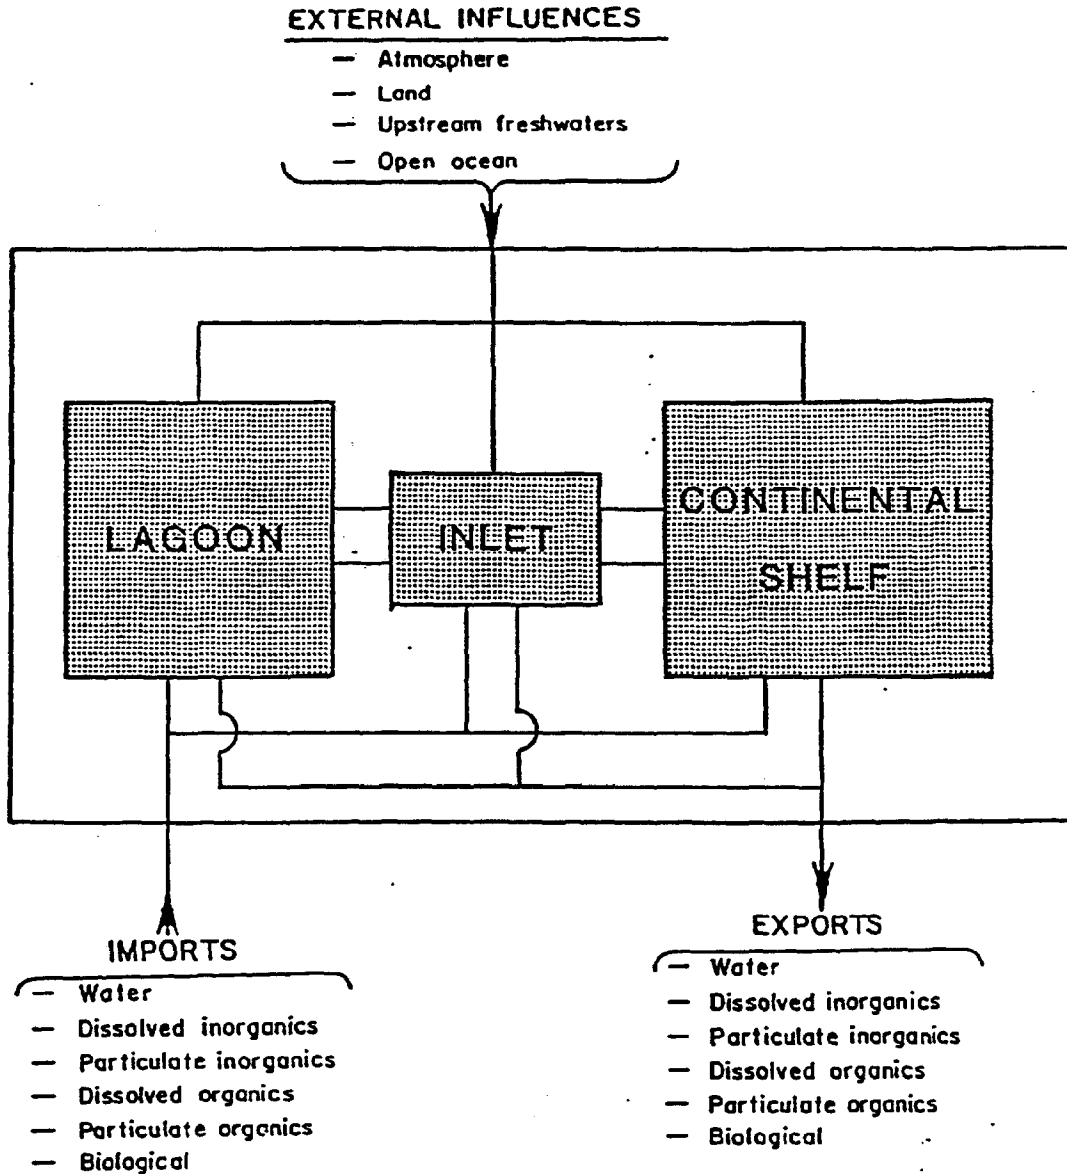 EXTERNAL INFLUENCES
— Atmosphere
— Land
— Upstream freshwaters
— Open ocean
LAGOON
INLET
CONTINENTAL
SHELF
IMPORTS
— Water
— Dissolved inorganics
— Particulate inorganics
— Dissolved organics
— Particulate organics
— Biological
EXPORTS
— Water
— Dissolved inorganics
— Particulate inorganics
— Dissolved organics
— Particulate organics
— Biological